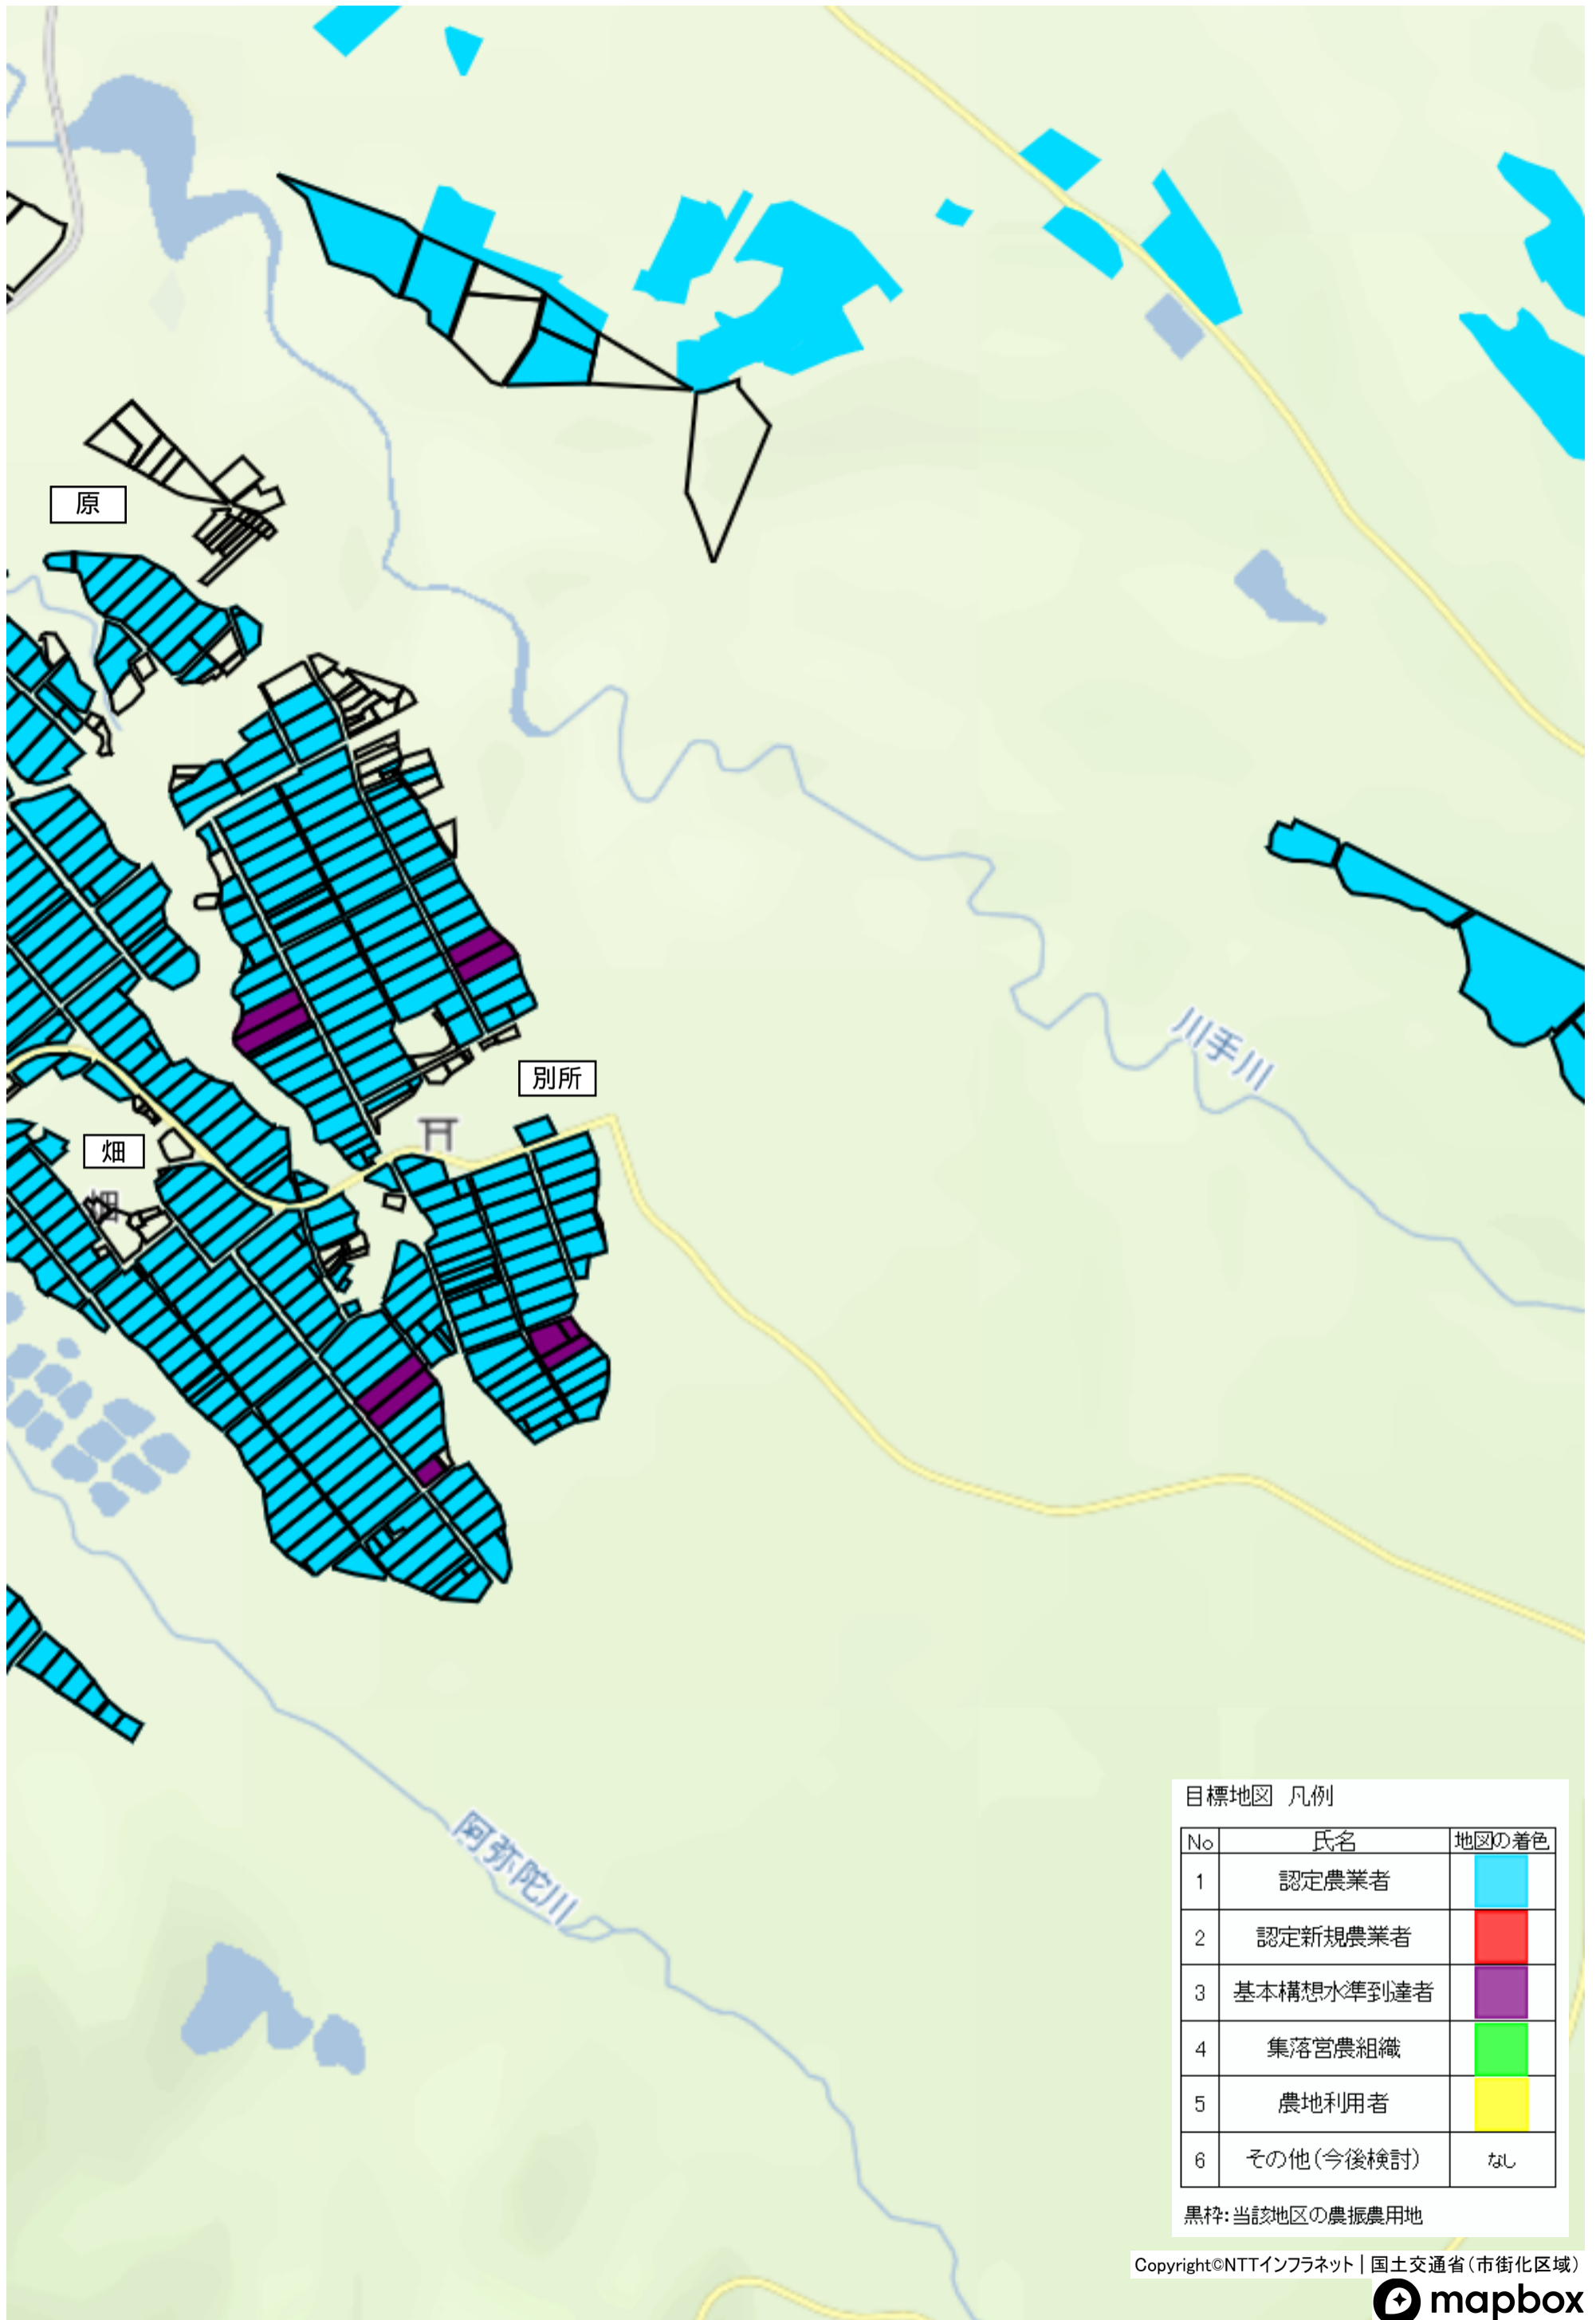 原
別所
畑
畑
川手川
阿弥陀川
目標地図 凡例
No 氏名 地図の着色
1 認定農業者
2 認定新規農業者
3 基本構想水準到達者
4 集落営農組織
5 農地利用者
6 その他(今後検討) なし
黒枠:当該地区の農振農用地
Copyright©NTTインフラネット | 国土交通省(市街化区域)
mapbox